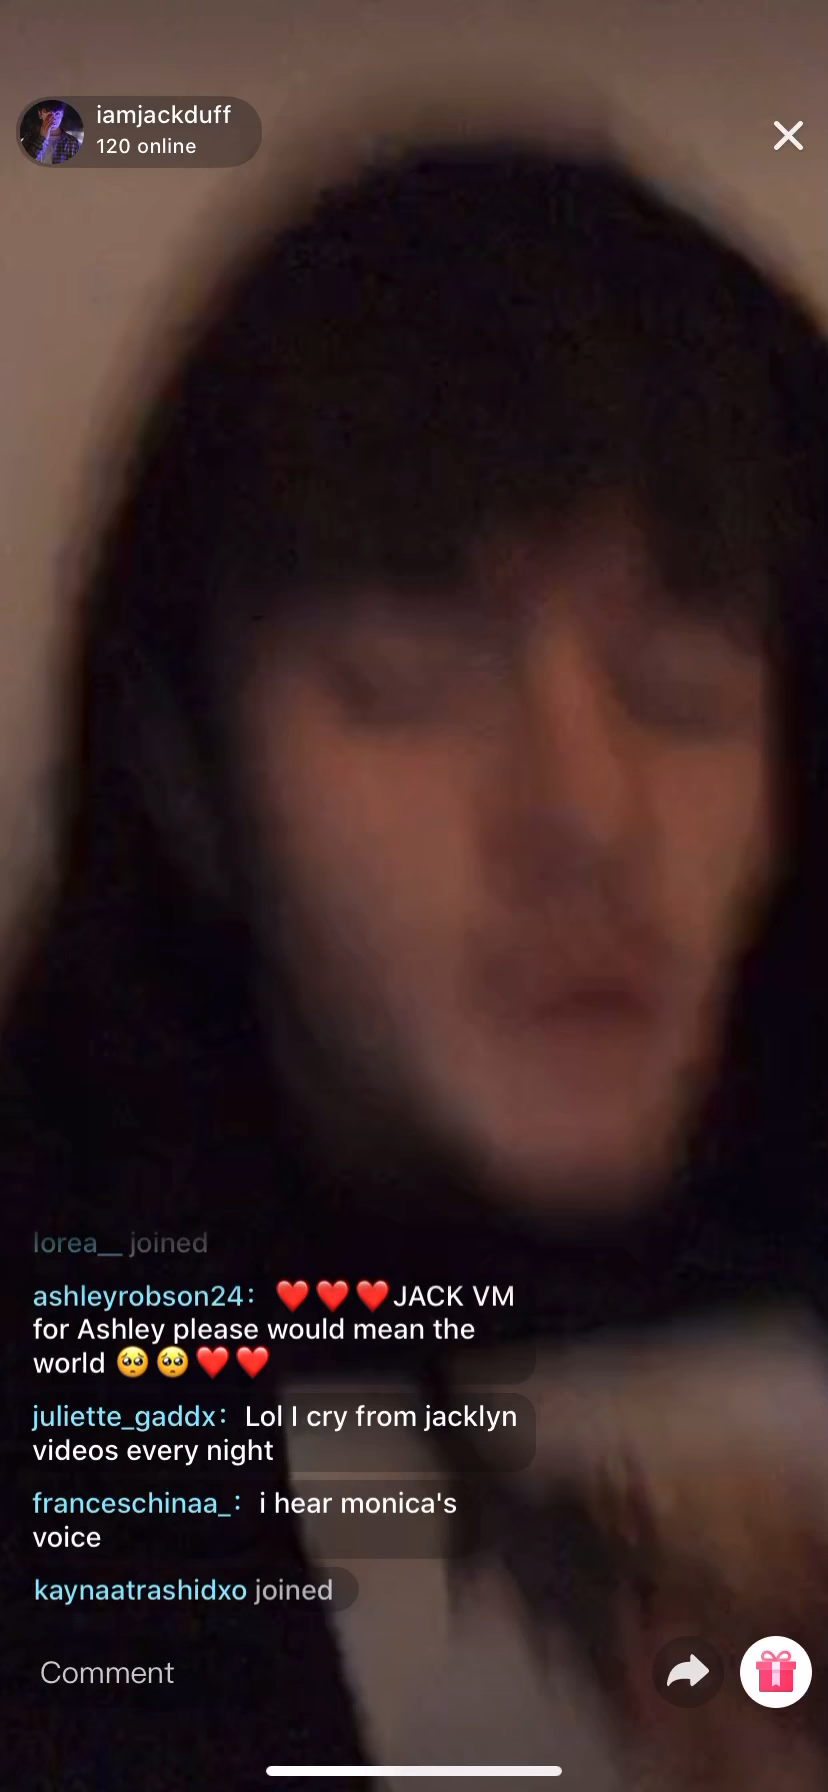 iamjackduff
120 online
lorea__ joined
ashleyrobson24: ❤️❤️❤️JACK VM
for Ashley please would mean the
world 🥺🥺❤️❤️
juliette_gaddx: Lol I cry from jacklyn
videos every night
franceschinaa_: i hear monica's
voice
kaynaatrashidxo joined
Comment